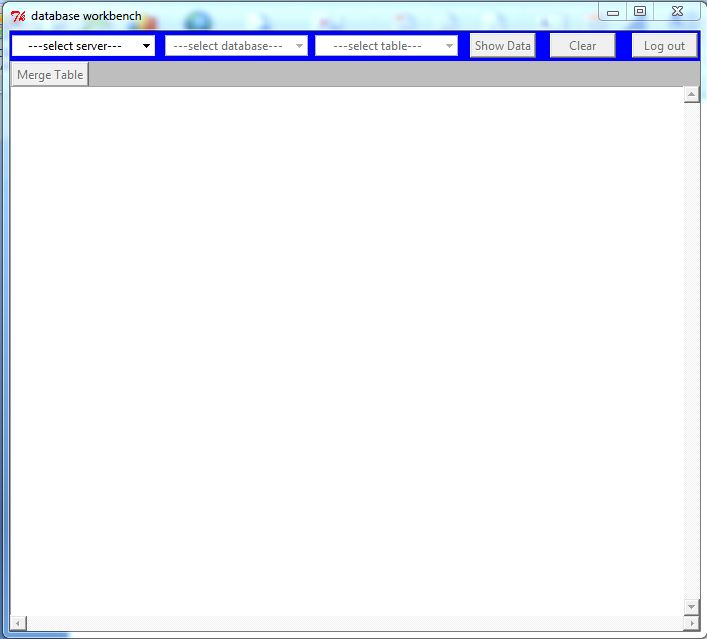 database workbench
---select server--- ---select database--- ---select table--- Show Data Clear Log out
Merge Table